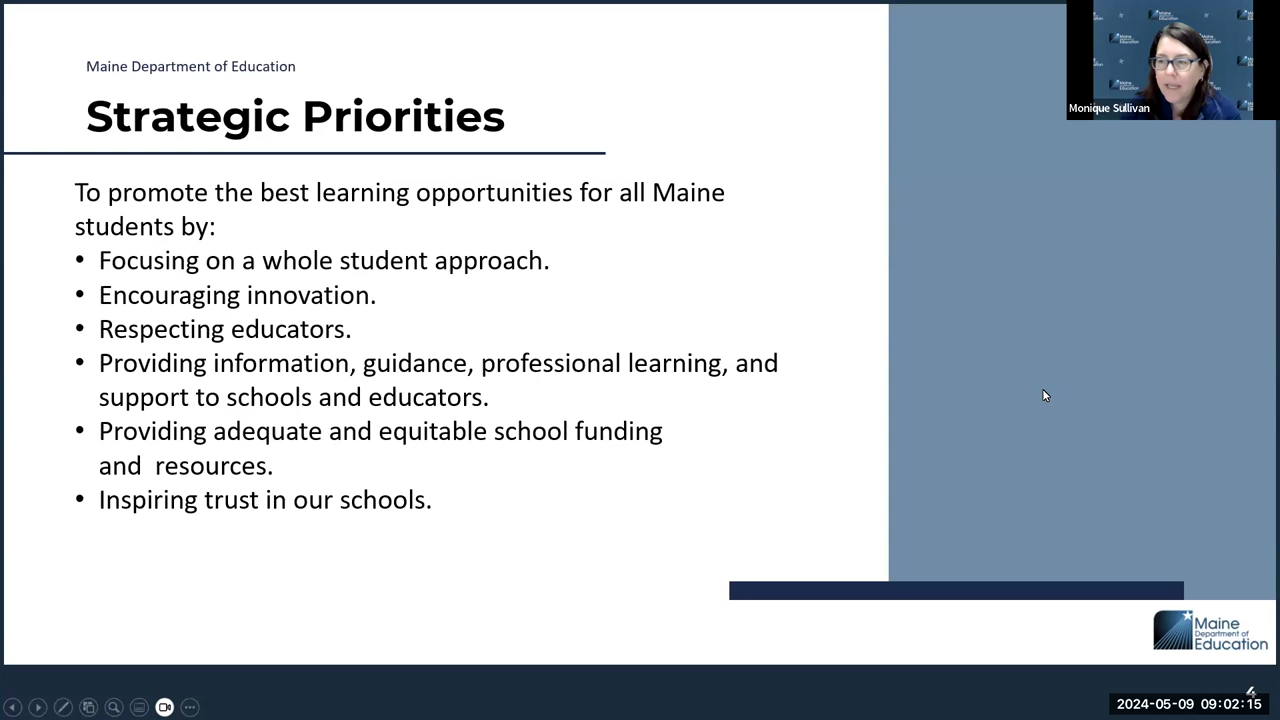 Maine Department of Education
Strategic Priorities
To promote the best learning opportunities for all Maine
students by:
• Focusing on a whole student approach.
• Encouraging innovation.
• Respecting educators.
• Providing information, guidance, professional learning, and
support to schools and educators.
• Providing adequate and equitable school funding
and  resources.
• Inspiring trust in our schools.
Monique Sullivan
Maine
Department of
Education
4
2024-05-09 09:02:15